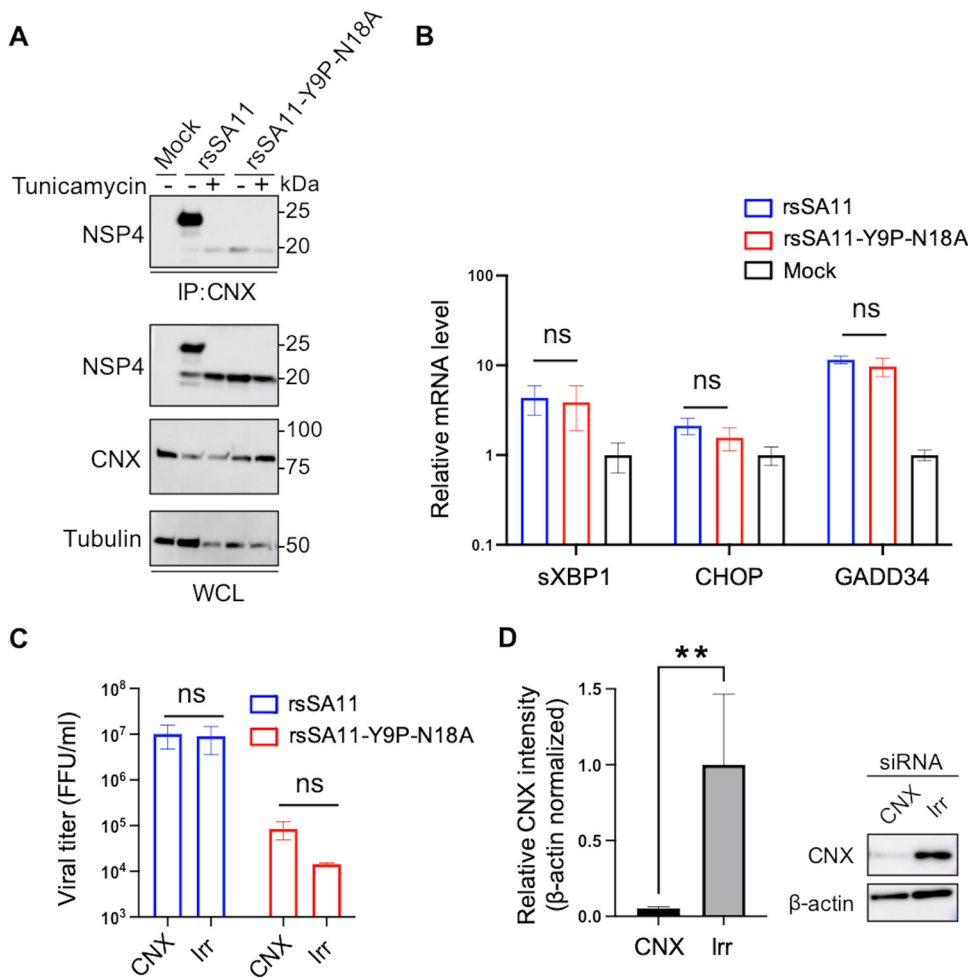 A
Mock
rsSA11
rsSA11-Y9P-N18A
Tunicamycin - - + - + kDa
NSP4
-25
-20
IP:CNX
NSP4
-25
-20
CNX
-100
-75
Tubulin
-50
WCL
B
rsSA11
rsSA11-Y9P-N18A
Mock
Relative mRNA level
100
10
1
0.1
ns
ns
ns
sXBP1 CHOP GADD34
C
Viral titer (FFU/ml)
10⁸
10⁷
10⁶
10⁵
10⁴
10³
ns
ns
rsSA11
rsSA11-Y9P-N18A
CNX Irr CNX Irr
D
Relative CNX intensity
(β-actin normalized)
1.5
1.0
0.5
0.0
**
CNX Irr
siRNA
CNX Irr
CNX
β-actin